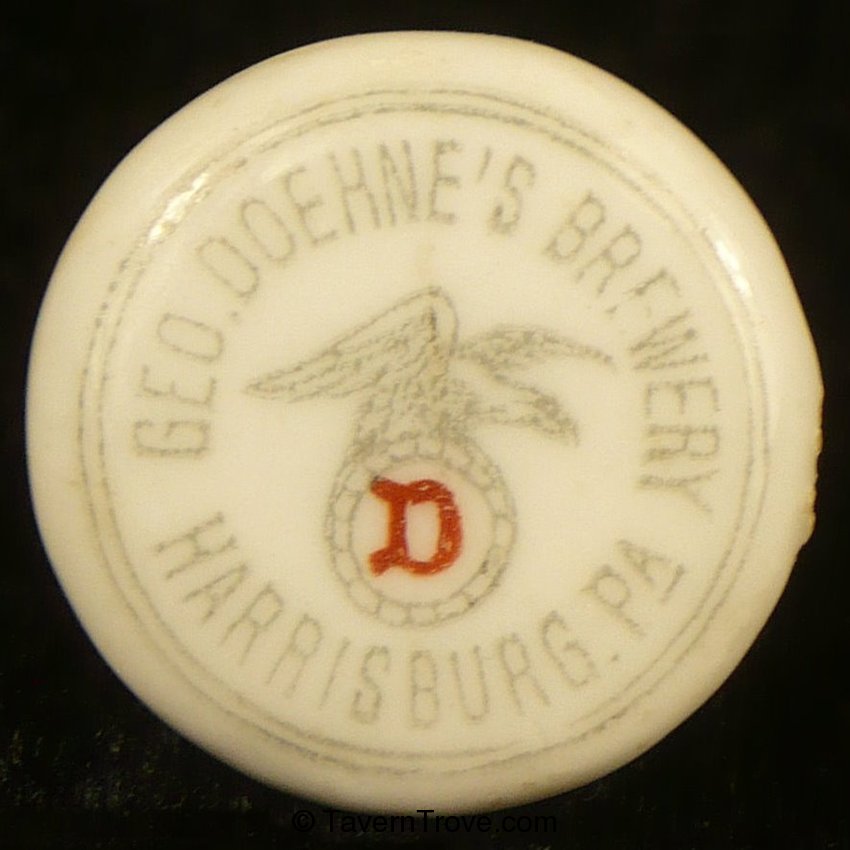 GEO. DOEHNE'S BREWERY
D
HARRISBURG. PA
© TavernTrove.com